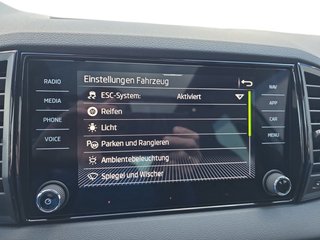 RADIO
MEDIA
PHONE
VOICE
Einstellungen Fahrzeug
ESC-System: Aktiviert
Reifen
Licht
Parken und Rangieren
Ambientebeleuchtung
Spiegel und Wischer
NAV
APP
CAR
MENU